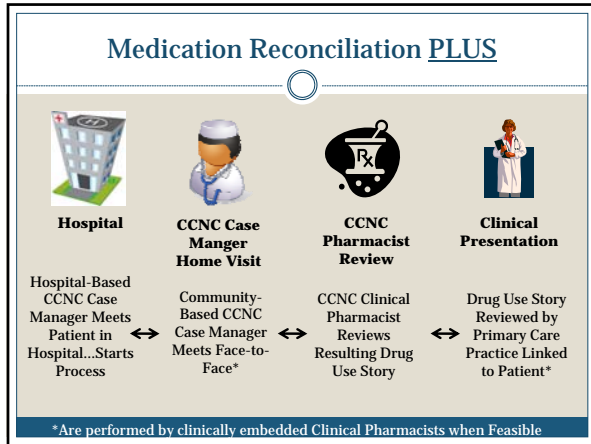 Medication Reconciliation PLUS
H
Rx
Hospital
CCNC Case
Manger
Home Visit
CCNC
Pharmacist
Review
Clinical
Presentation
Hospital-Based
CCNC Case
Manager Meets
Patient in
Hospital...Starts
Process
Community-
Based CCNC
Case Manager
Meets Face-to-
Face*
CCNC Clinical
Pharmacist
Reviews
Resulting Drug
Use Story
Drug Use Story
Reviewed by
Primary Care
Practice Linked
to Patient*
*Are performed by clinically embedded Clinical Pharmacists when Feasible